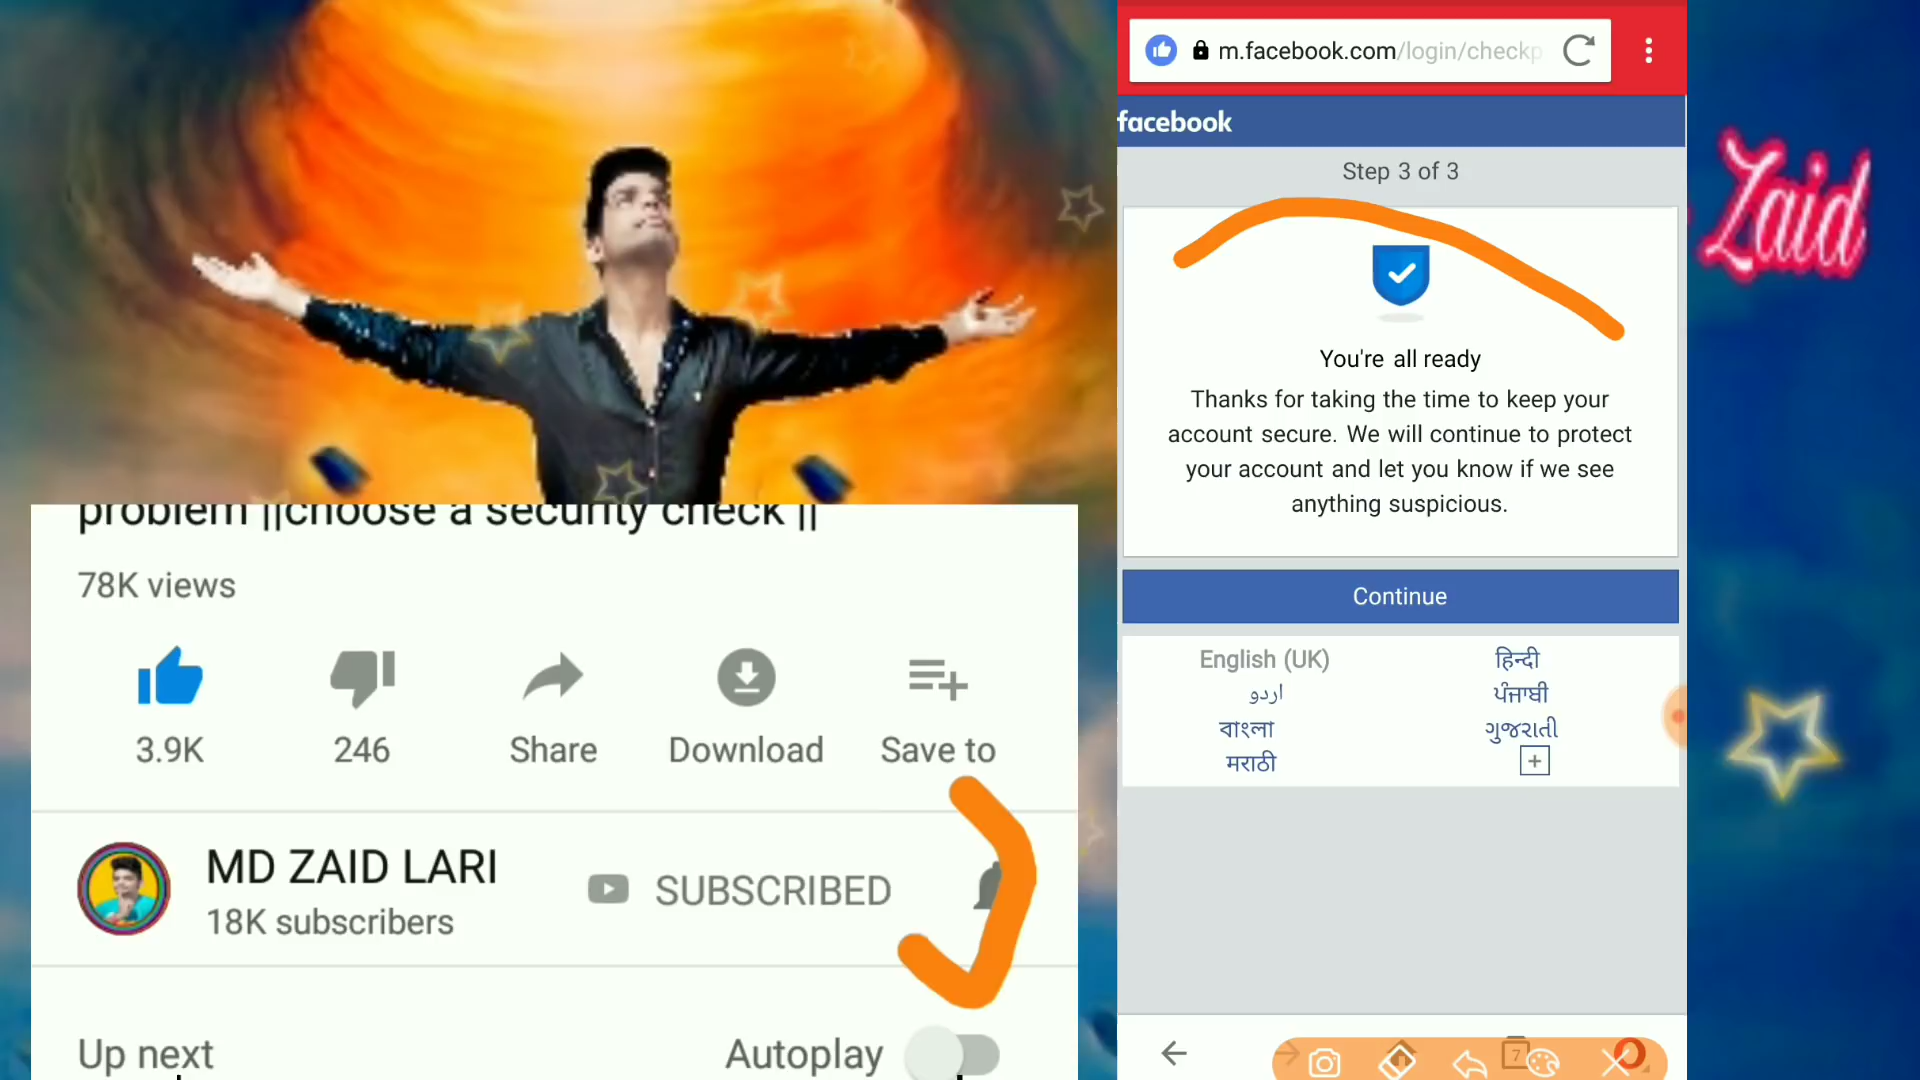 problem ||choose a security check ||
78K views
3.9K
246
Share
Download
Save to
MD ZAID LARI
18K subscribers
SUBSCRIBED
Up next
Autoplay
m.facebook.com/login/checkp
facebook
Step 3 of 3
You're all ready
Thanks for taking the time to keep your
account secure. We will continue to protect
your account and let you know if we see
anything suspicious.
Continue
English (UK)
हिन्दी
اردو
ਪੰਜਾਬੀ
বাংলা
ગુજરાતી
मराठी
7
Zaid